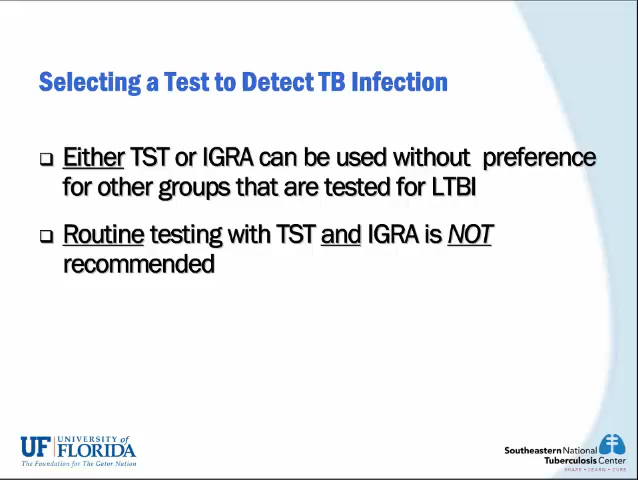 Selecting a Test to Detect TB Infection
Either TST or IGRA can be used without preference
for other groups that are tested for LTBI
Routine testing with TST and IGRA is NOT
recommended
UF UNIVERSITY of
FLORIDA
The Foundation for The Gator Nation
Southeastern National
Tuberculosis Center
SHARE • LEARN • CURE